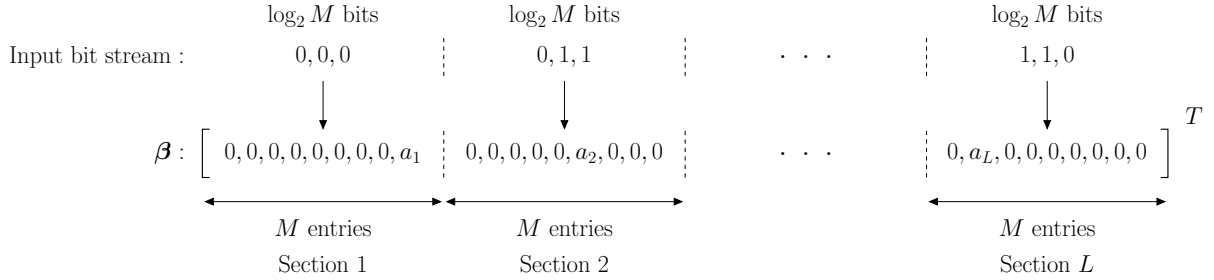 log₂ M bits log₂ M bits log₂ M bits
Input bit stream : 0, 0, 0 0, 1, 1 · · · 1, 1, 0
β : [ 0, 0, 0, 0, 0, 0, 0, 0, a₁ 0, 0, 0, 0, 0, a₂, 0, 0, 0 · · · 0, a_L, 0, 0, 0, 0, 0, 0, 0 ] T
M entries M entries M entries
Section 1 Section 2 Section L